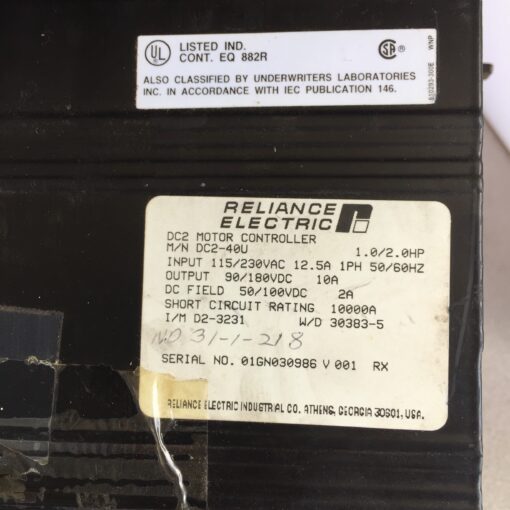 UL LISTED IND.
CONT. EQ 882R
SA ®
WNP
ALSO CLASSIFIED BY UNDERWRITERS LABORATORIES
INC. IN ACCORDANCE WITH IEC PUBLICATION 146.
RELIANCE
ELECTRIC
DC2 MOTOR CONTROLLER
M/N DC2-40U 1.0/2.0HP
INPUT 115/230VAC 12.5A 1PH 50/60HZ
OUTPUT 90/180VDC 10A
DC FIELD 50/100VDC 2A
SHORT CIRCUIT RATING 10000A
I/M D2-3231 W/D 30383-5
N.D. 31-1-218
SERIAL NO. 01GN030986 V 001 RX
RELIANCE ELECTRIC INDUSTRIAL CO. ATHENS, GEORGIA 30601, USA.